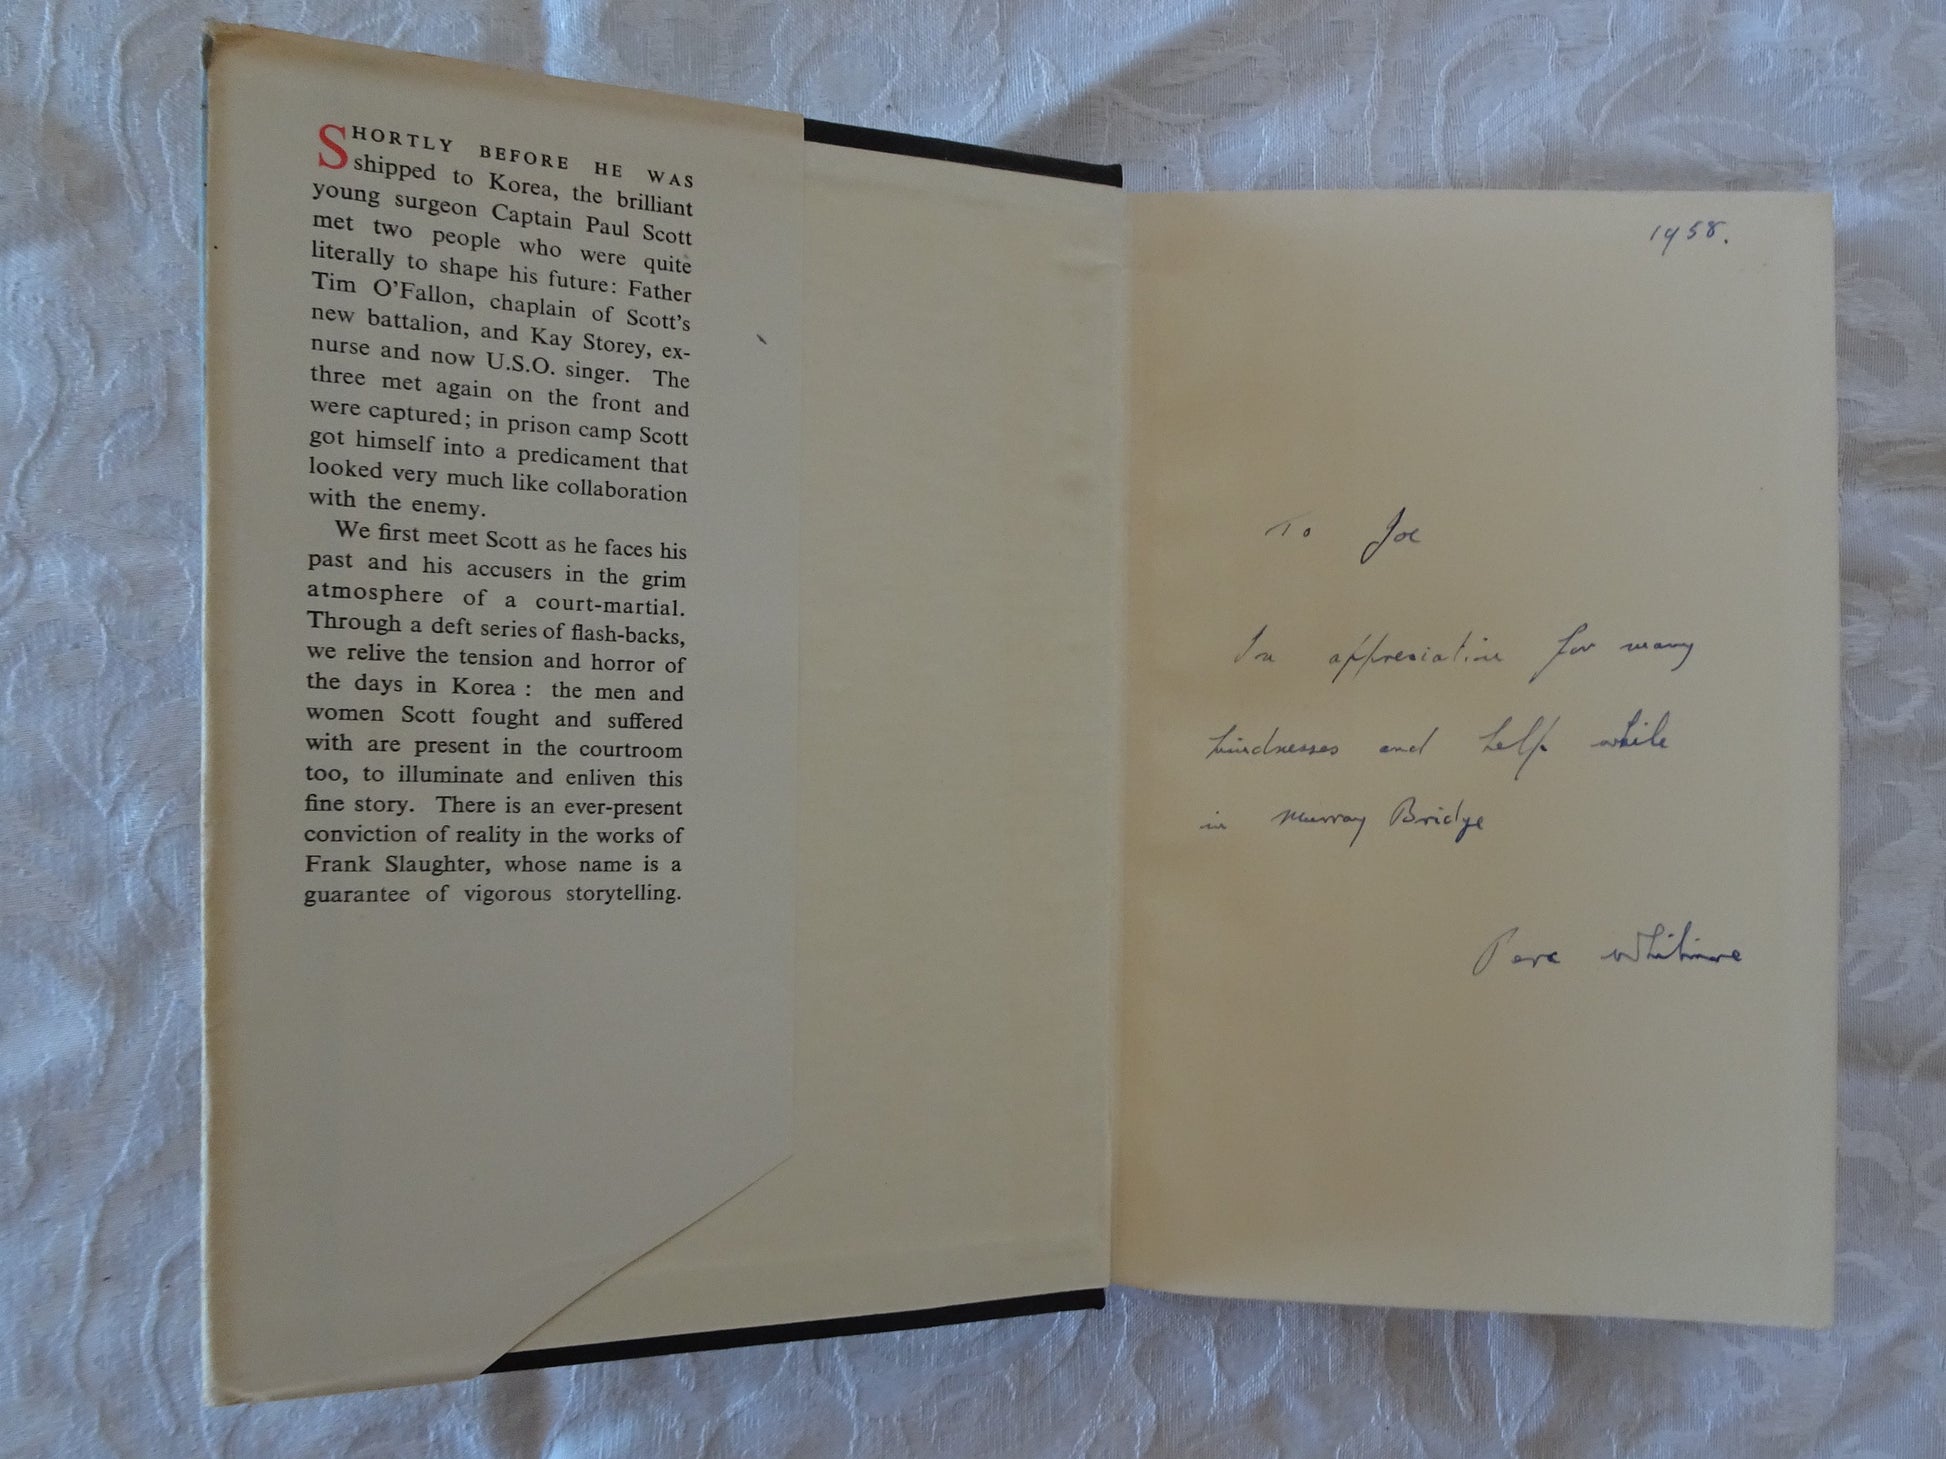 SHORTLY BEFORE HE WAS
shipped to Korea, the brilliant
young surgeon Captain Paul Scott
met two people who were quite
literally to shape his future: Father
Tim O'Fallon, chaplain of Scott's
new battalion, and Kay Storey, ex-
nurse and now U.S.O. singer. The
three met again on the front and
were captured; in prison camp Scott
got himself into a predicament that
looked very much like collaboration
with the enemy.
We first meet Scott as he faces his
past and his accusers in the grim
atmosphere of a court-martial.
Through a deft series of flash-backs,
we relive the tension and horror of
the days in Korea : the men and
women Scott fought and suffered
with are present in the courtroom
too, to illuminate and enliven this
fine story. There is an ever-present
conviction of reality in the works of
Frank Slaughter, whose name is a
guarantee of vigorous storytelling.
1958.
To Joe
In appreciation for many
kindnesses and help while
in Murray Bridge